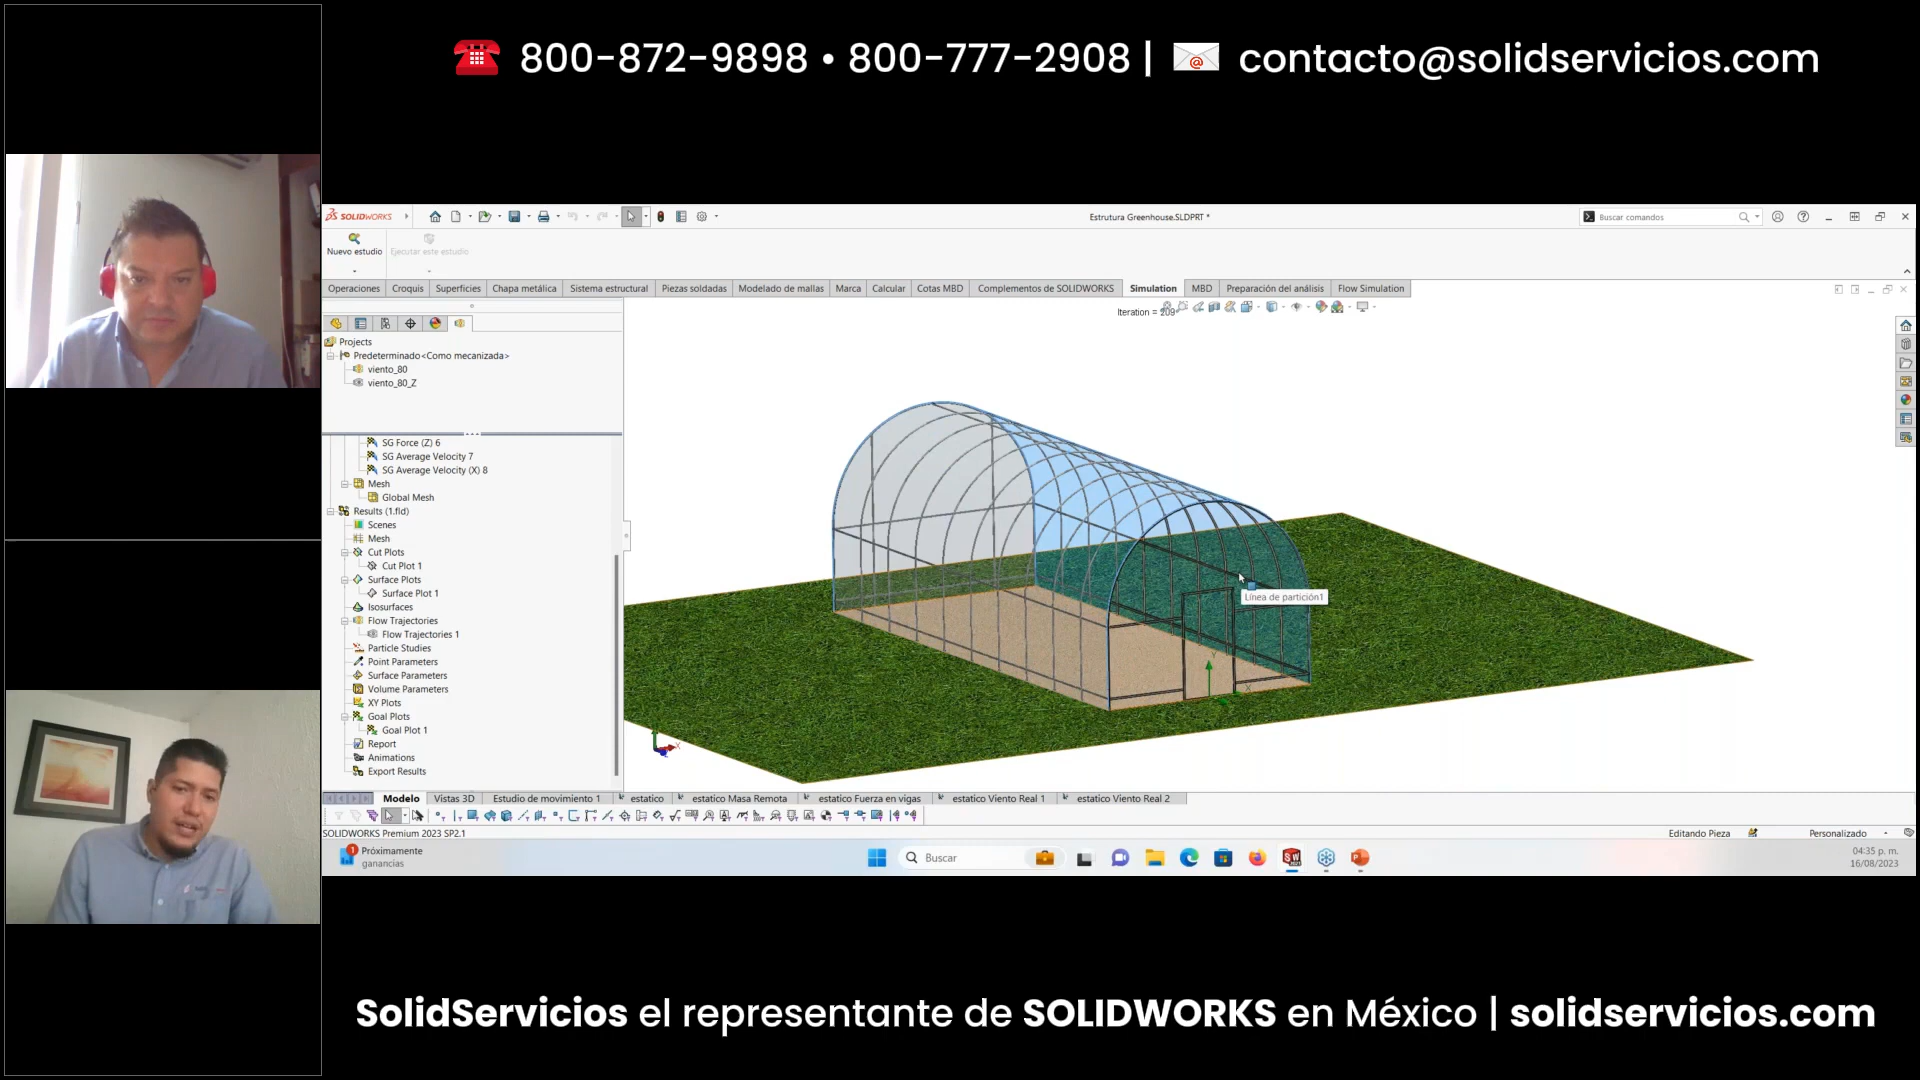 800-872-9898 • 800-777-2908 | contacto@solidservicios.com
SOLIDWORKS
Estrutura Greenhouse.SLDPRT *
Buscar comandos
Nuevo estudio
Ejecutar este estudio
Operaciones
Croquis
Superficies
Chapa metálica
Sistema estructural
Piezas soldadas
Modelado de mallas
Marca
Calcular
Cotas MBD
Complementos de SOLIDWORKS
Simulation
MBD
Preparación del análisis
Flow Simulation
Iteration = 209
Projects
Predeterminado<Como mecanizada>
viento_80
viento_80_Z
SG Force (Z) 6
SG Average Velocity 7
SG Average Velocity (X) 8
Mesh
Global Mesh
Results (1.fld)
Scenes
Mesh
Cut Plots
Cut Plot 1
Surface Plots
Surface Plot 1
Isosurfaces
Flow Trajectories
Flow Trajectories 1
Particle Studies
Point Parameters
Surface Parameters
Volume Parameters
XY Plots
Goal Plots
Goal Plot 1
Report
Animations
Export Results
Línea de partición1
Y
X
X
Modelo
Vistas 3D
Estudio de movimiento 1
estatico
estatico Masa Remota
estatico Fuerza en vigas
estatico Viento Real 1
estatico Viento Real 2
SOLIDWORKS Premium 2023 SP2.1
Editando Pieza
Personalizado
1
Próximamente
ganancias
Buscar
04:35 p. m.
16/08/2023
SolidServicios el representante de SOLIDWORKS en México | solidservicios.com